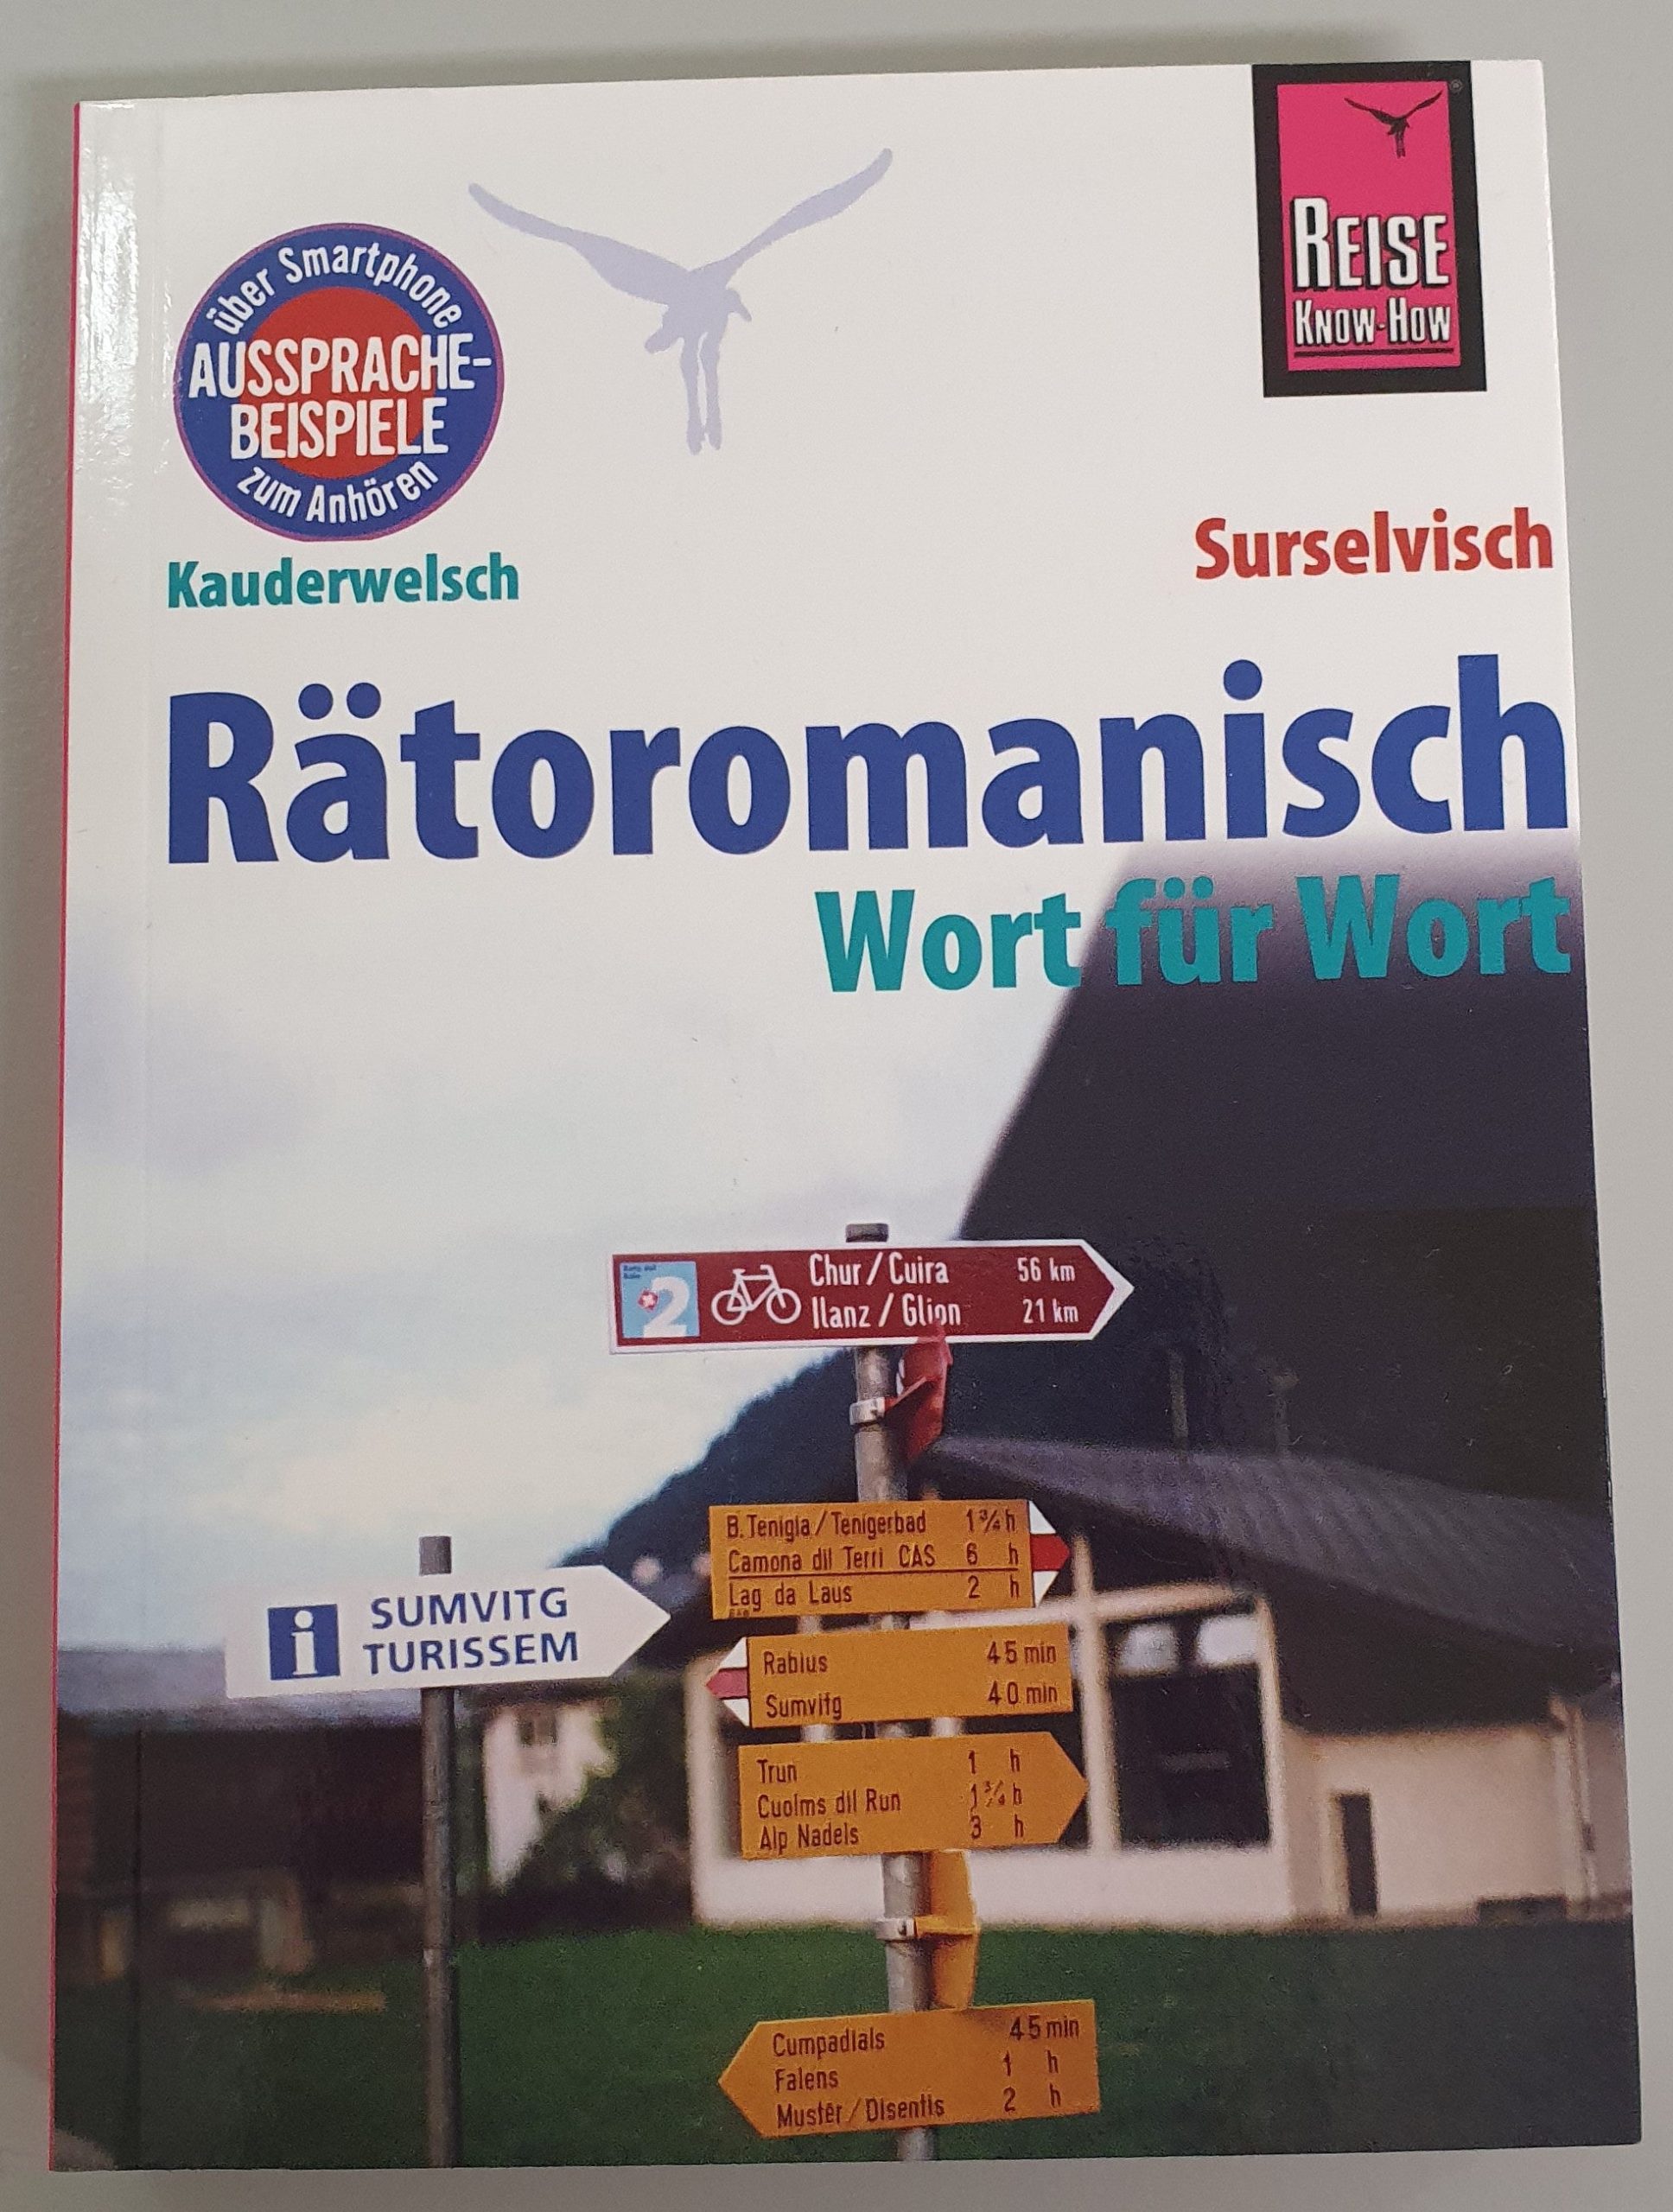 über Smartphone
AUSSPRACHE-
BEISPIELE
zum Anhören
REISE
KNOW-HOW
®
Kauderwelsch
Surselvisch
Rätoromanisch
Wort für Wort
2
Chur / Cuira 56 km
Ilanz / Glion 21 km
B. Tenigia / Tenigerbad 1¾ h
Camona dil Terri CAS 6 h
Lag da Laus 2 h
i
SUMVITG
TURISSEM
Rabius 45 min
Sumvitg 40 min
Trun 1 h
Cuolms dil Run 1¾ h
Alp Nadels 3 h
Cumpadials 45 min
Falens 1 h
Mustér / Disentis 2 h